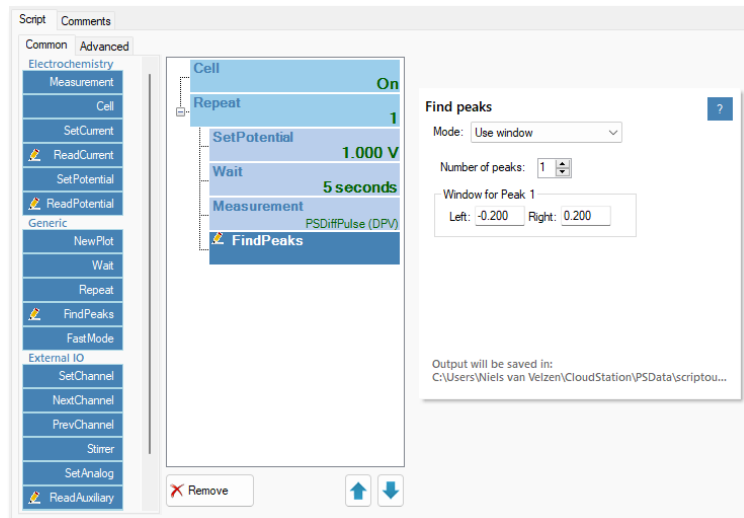 Script Comments
Common Advanced
Electrochemistry
Measurement
Cell
SetCurrent
ReadCurrent
SetPotential
ReadPotential
Generic
NewPlot
Wait
Repeat
FindPeaks
FastMode
External IO
SetChannel
NextChannel
PrevChannel
Stirrer
SetAnalog
ReadAuxiliary
Cell
On
Repeat
1
SetPotential
1.000 V
Wait
5 seconds
Measurement
PSDiffPulse (DPV)
FindPeaks
Remove
Find peaks
?
Mode: Use window
Number of peaks: 1
Window for Peak 1
Left: -0.200 Right: 0.200
Output will be saved in:
C:\Users\Niels van Velzen\CloudStation\PSData\scriptou...